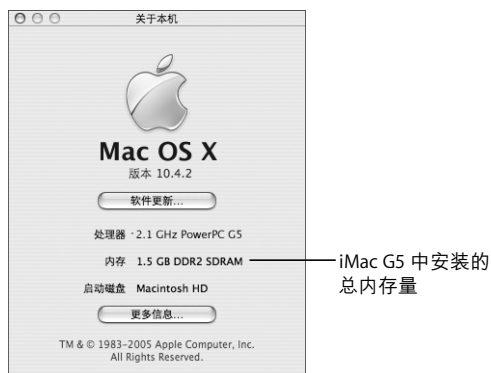 关于本机
Mac OS X
版本 10.4.2
软件更新...
处理器 2.1 GHz PowerPC G5
内存 1.5 GB DDR2 SDRAM
iMac G5 中安装的
总内存量
启动磁盘 Macintosh HD
更多信息...
TM & © 1983–2005 Apple Computer, Inc.
All Rights Reserved.